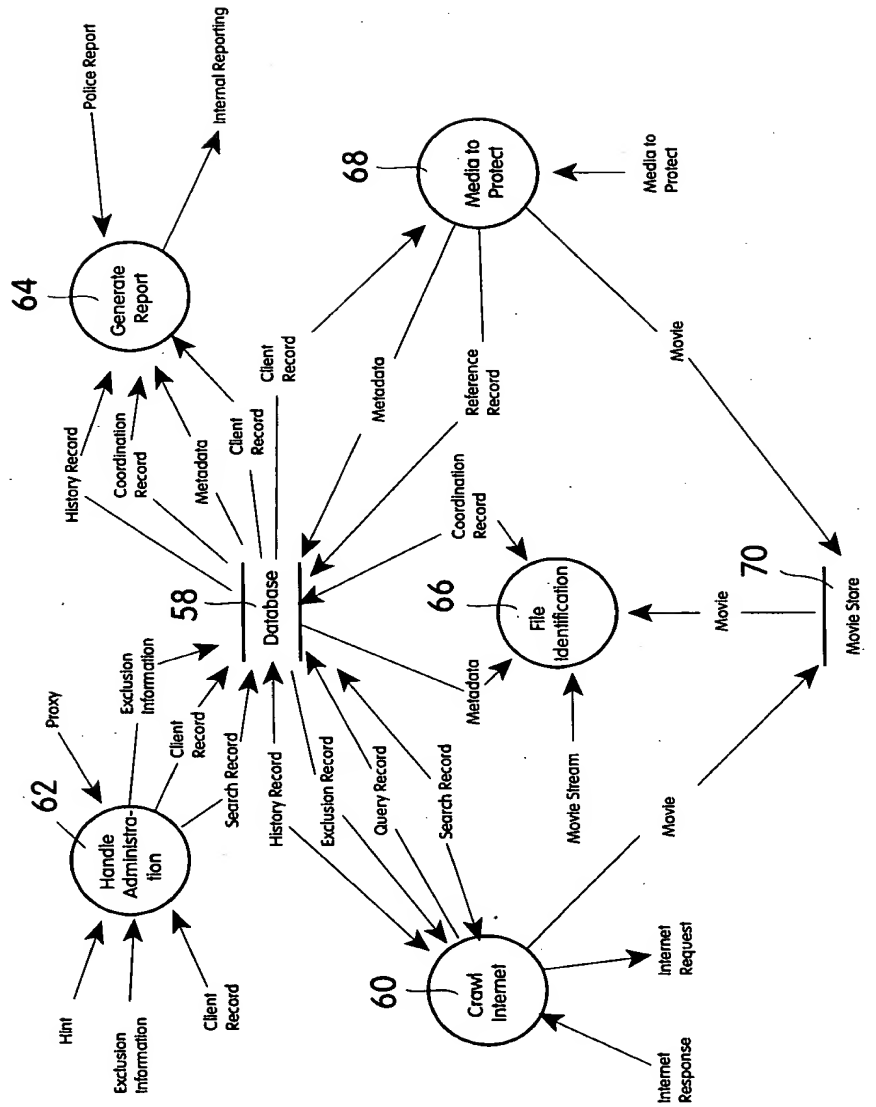 62
Handle
Administra-
tion
Proxy
Hint
Exclusion
Information
Client
Record
Exclusion
Information
Client
Record
Search Record
64
Generate
Report
Police Report
Internal Reporting
History Record
Coordination
Record
Metadata
Client
Record
Client
Record
58
Database
History Record
Exclusion Record
Query Record
Search Record
Metadata
Coordination
Record
Metadata
Reference
Record
60
Crawl
Internet
Internet
Response
Internet
Request
Movie
66
File
Identification
Movie Stream
Movie
68
Media to
Protect
Media to
Protect
Movie
70
Movie Store